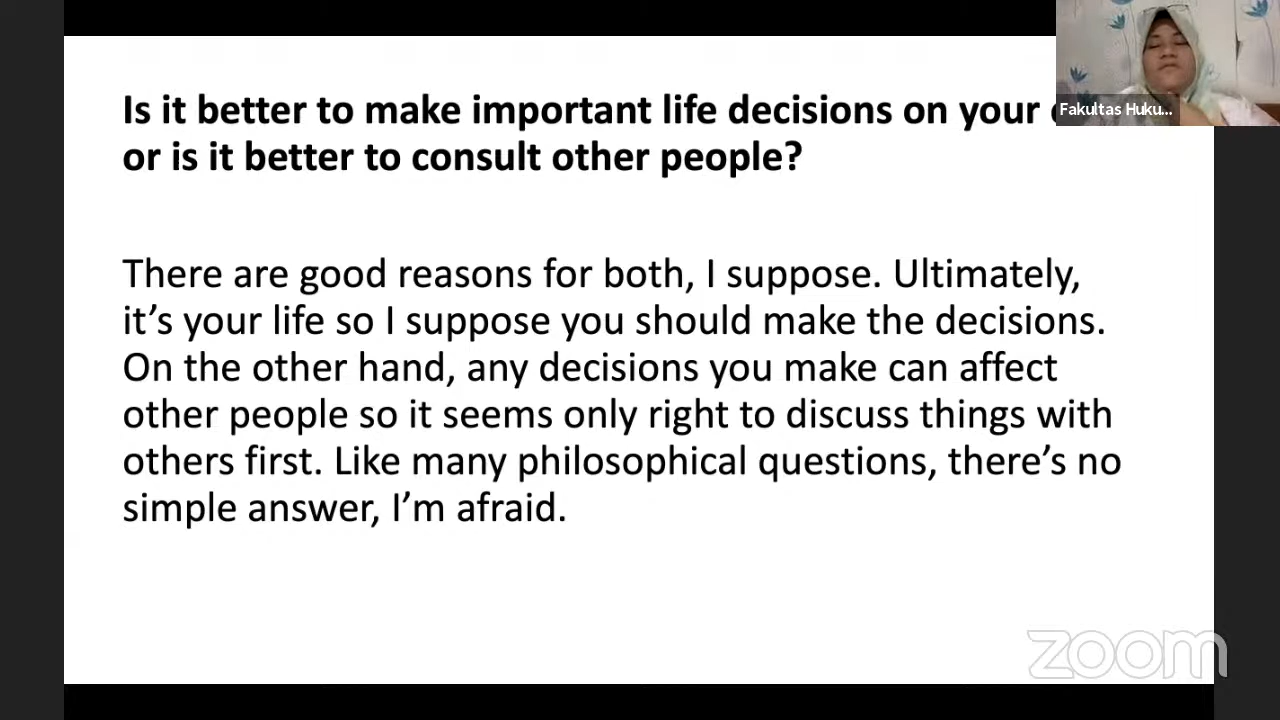 Is it better to make important life decisions on your
or is it better to consult other people?
Fakultas Huku...
There are good reasons for both, I suppose. Ultimately,
it’s your life so I suppose you should make the decisions.
On the other hand, any decisions you make can affect
other people so it seems only right to discuss things with
others first. Like many philosophical questions, there’s no
simple answer, I’m afraid.
zoom